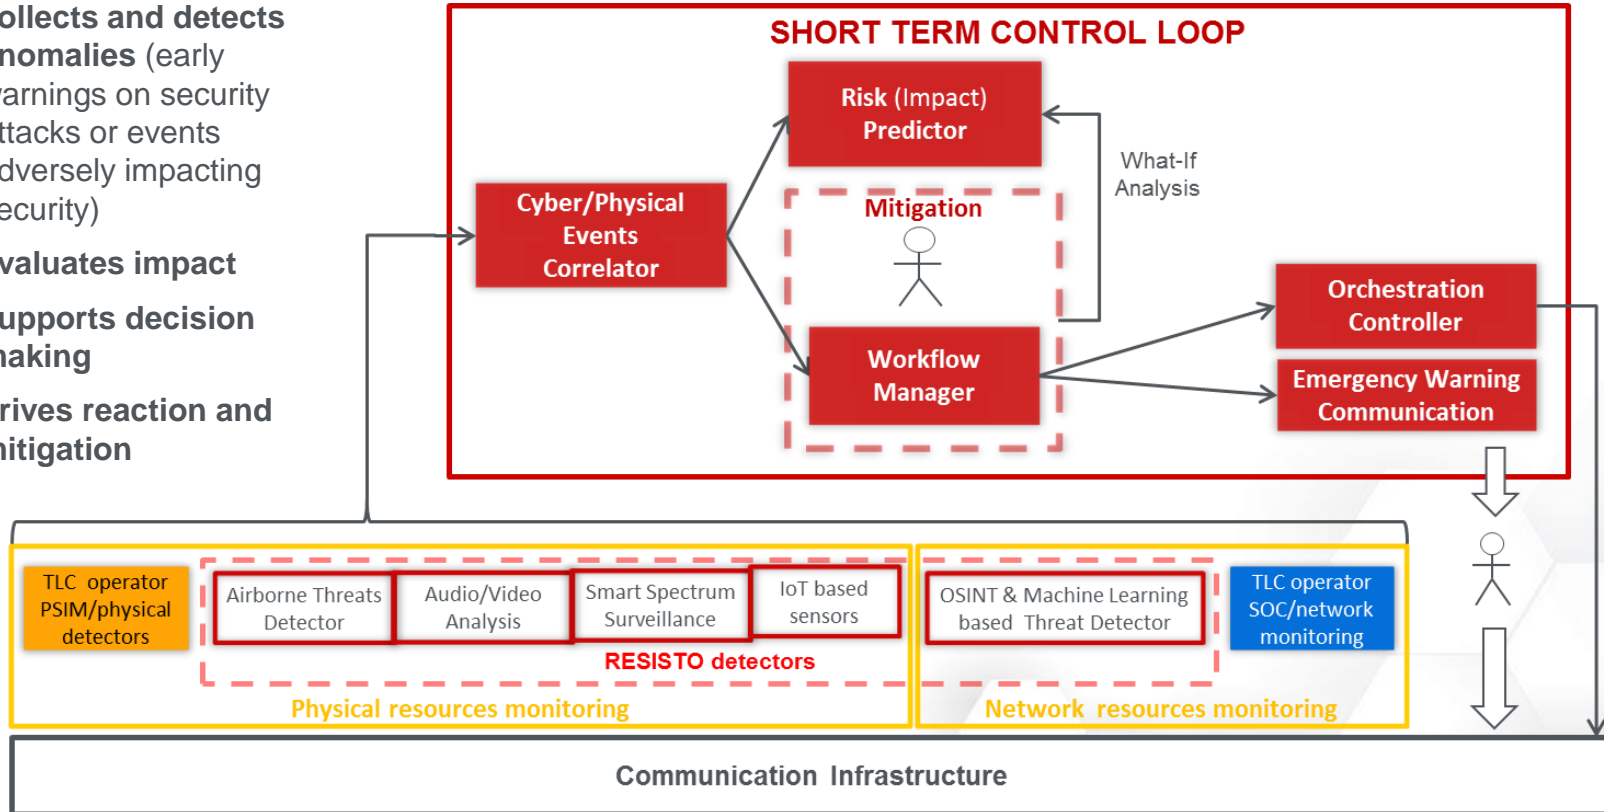 ollects and detects
nomalies (early
arnings on security
ttacks or events
dversely impacting
ecurity)
valuates impact
upports decision
naking
rives reaction and
nitigation
SHORT TERM CONTROL LOOP
Risk (Impact)
Predictor
What-If
Analysis
Cyber/Physical
Events
Correlator
Mitigation
Workflow
Manager
Orchestration
Controller
Emergency Warning
Communication
TLC operator
PSIM/physical
detectors
Airborne Threats
Detector
Audio/Video
Analysis
Smart Spectrum
Surveillance
IoT based
sensors
OSINT & Machine Learning
based Threat Detector
TLC operator
SOC/network
monitoring
RESISTO detectors
Physical resources monitoring
Network resources monitoring
Communication Infrastructure